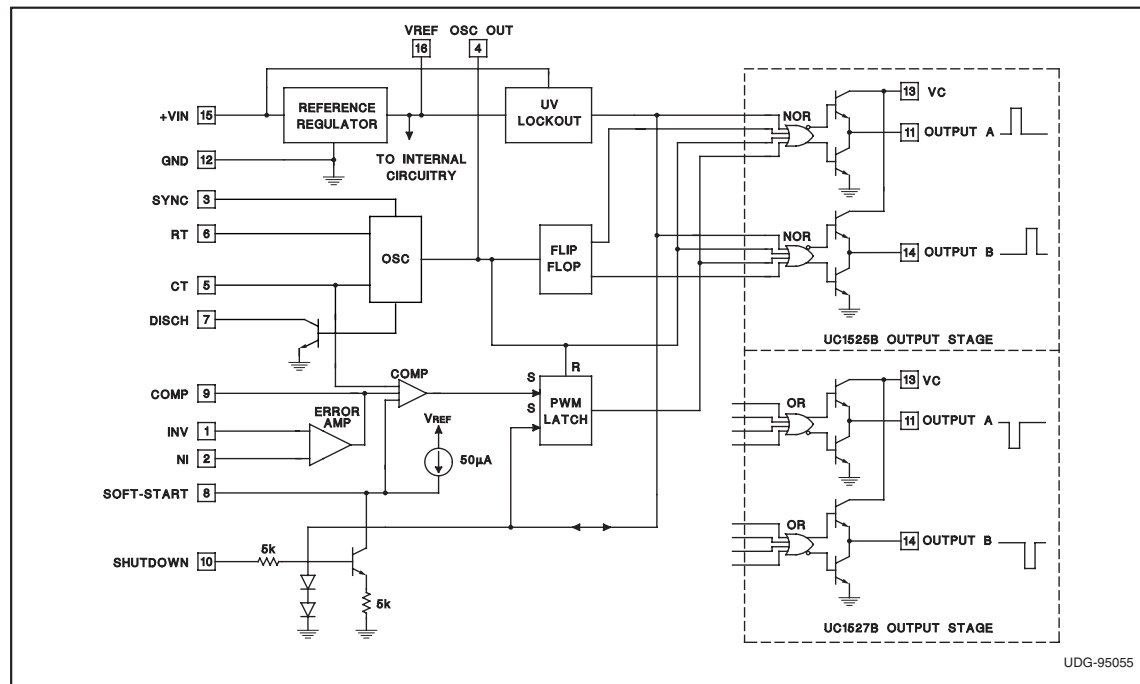 VREF OSC OUT
16 4
+VIN 15
REFERENCE
REGULATOR
UV
LOCKOUT
GND 12
TO INTERNAL
CIRCUITRY
SYNC 3
RT 6
OSC
FLIP
FLOP
CT 5
DISCH 7
COMP
COMP 9
S
R
S
PWM
LATCH
ERROR
AMP
VREF
INV 1
NI 2
50µA
SOFT-START 8
SHUTDOWN 10
5k
5k
NOR
13 VC
11 OUTPUT A
NOR
14 OUTPUT B
UC1525B OUTPUT STAGE
OR
13 VC
11 OUTPUT A
OR
14 OUTPUT B
UC1527B OUTPUT STAGE
UDG-95055